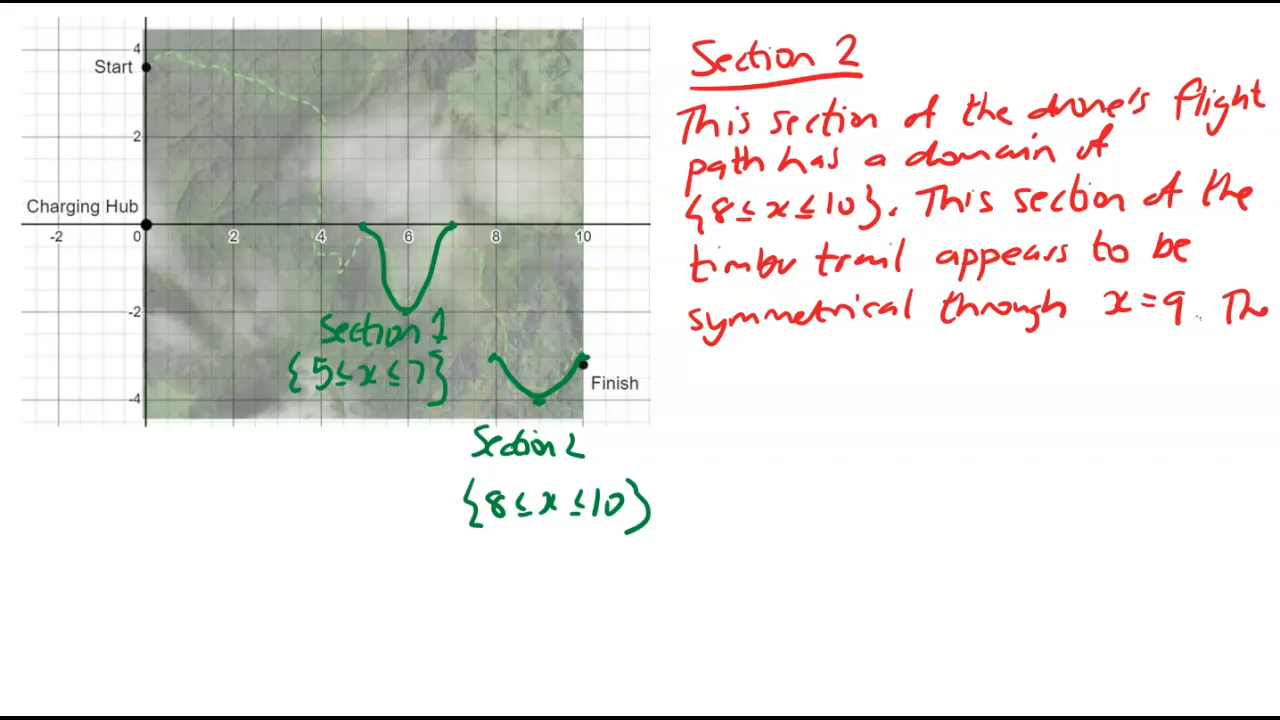 4
Start
2
Charging Hub
-2
0
2
4
6
8
10
-2
Section 1
{5≤x≤7}
Finish
-4
Section 2
{8≤x≤10}
Section 2
This section of the drone's flight
path has a domain of
{8≤x≤10}. This section of the
timber trail appears to be
symmetrical through x=9. The